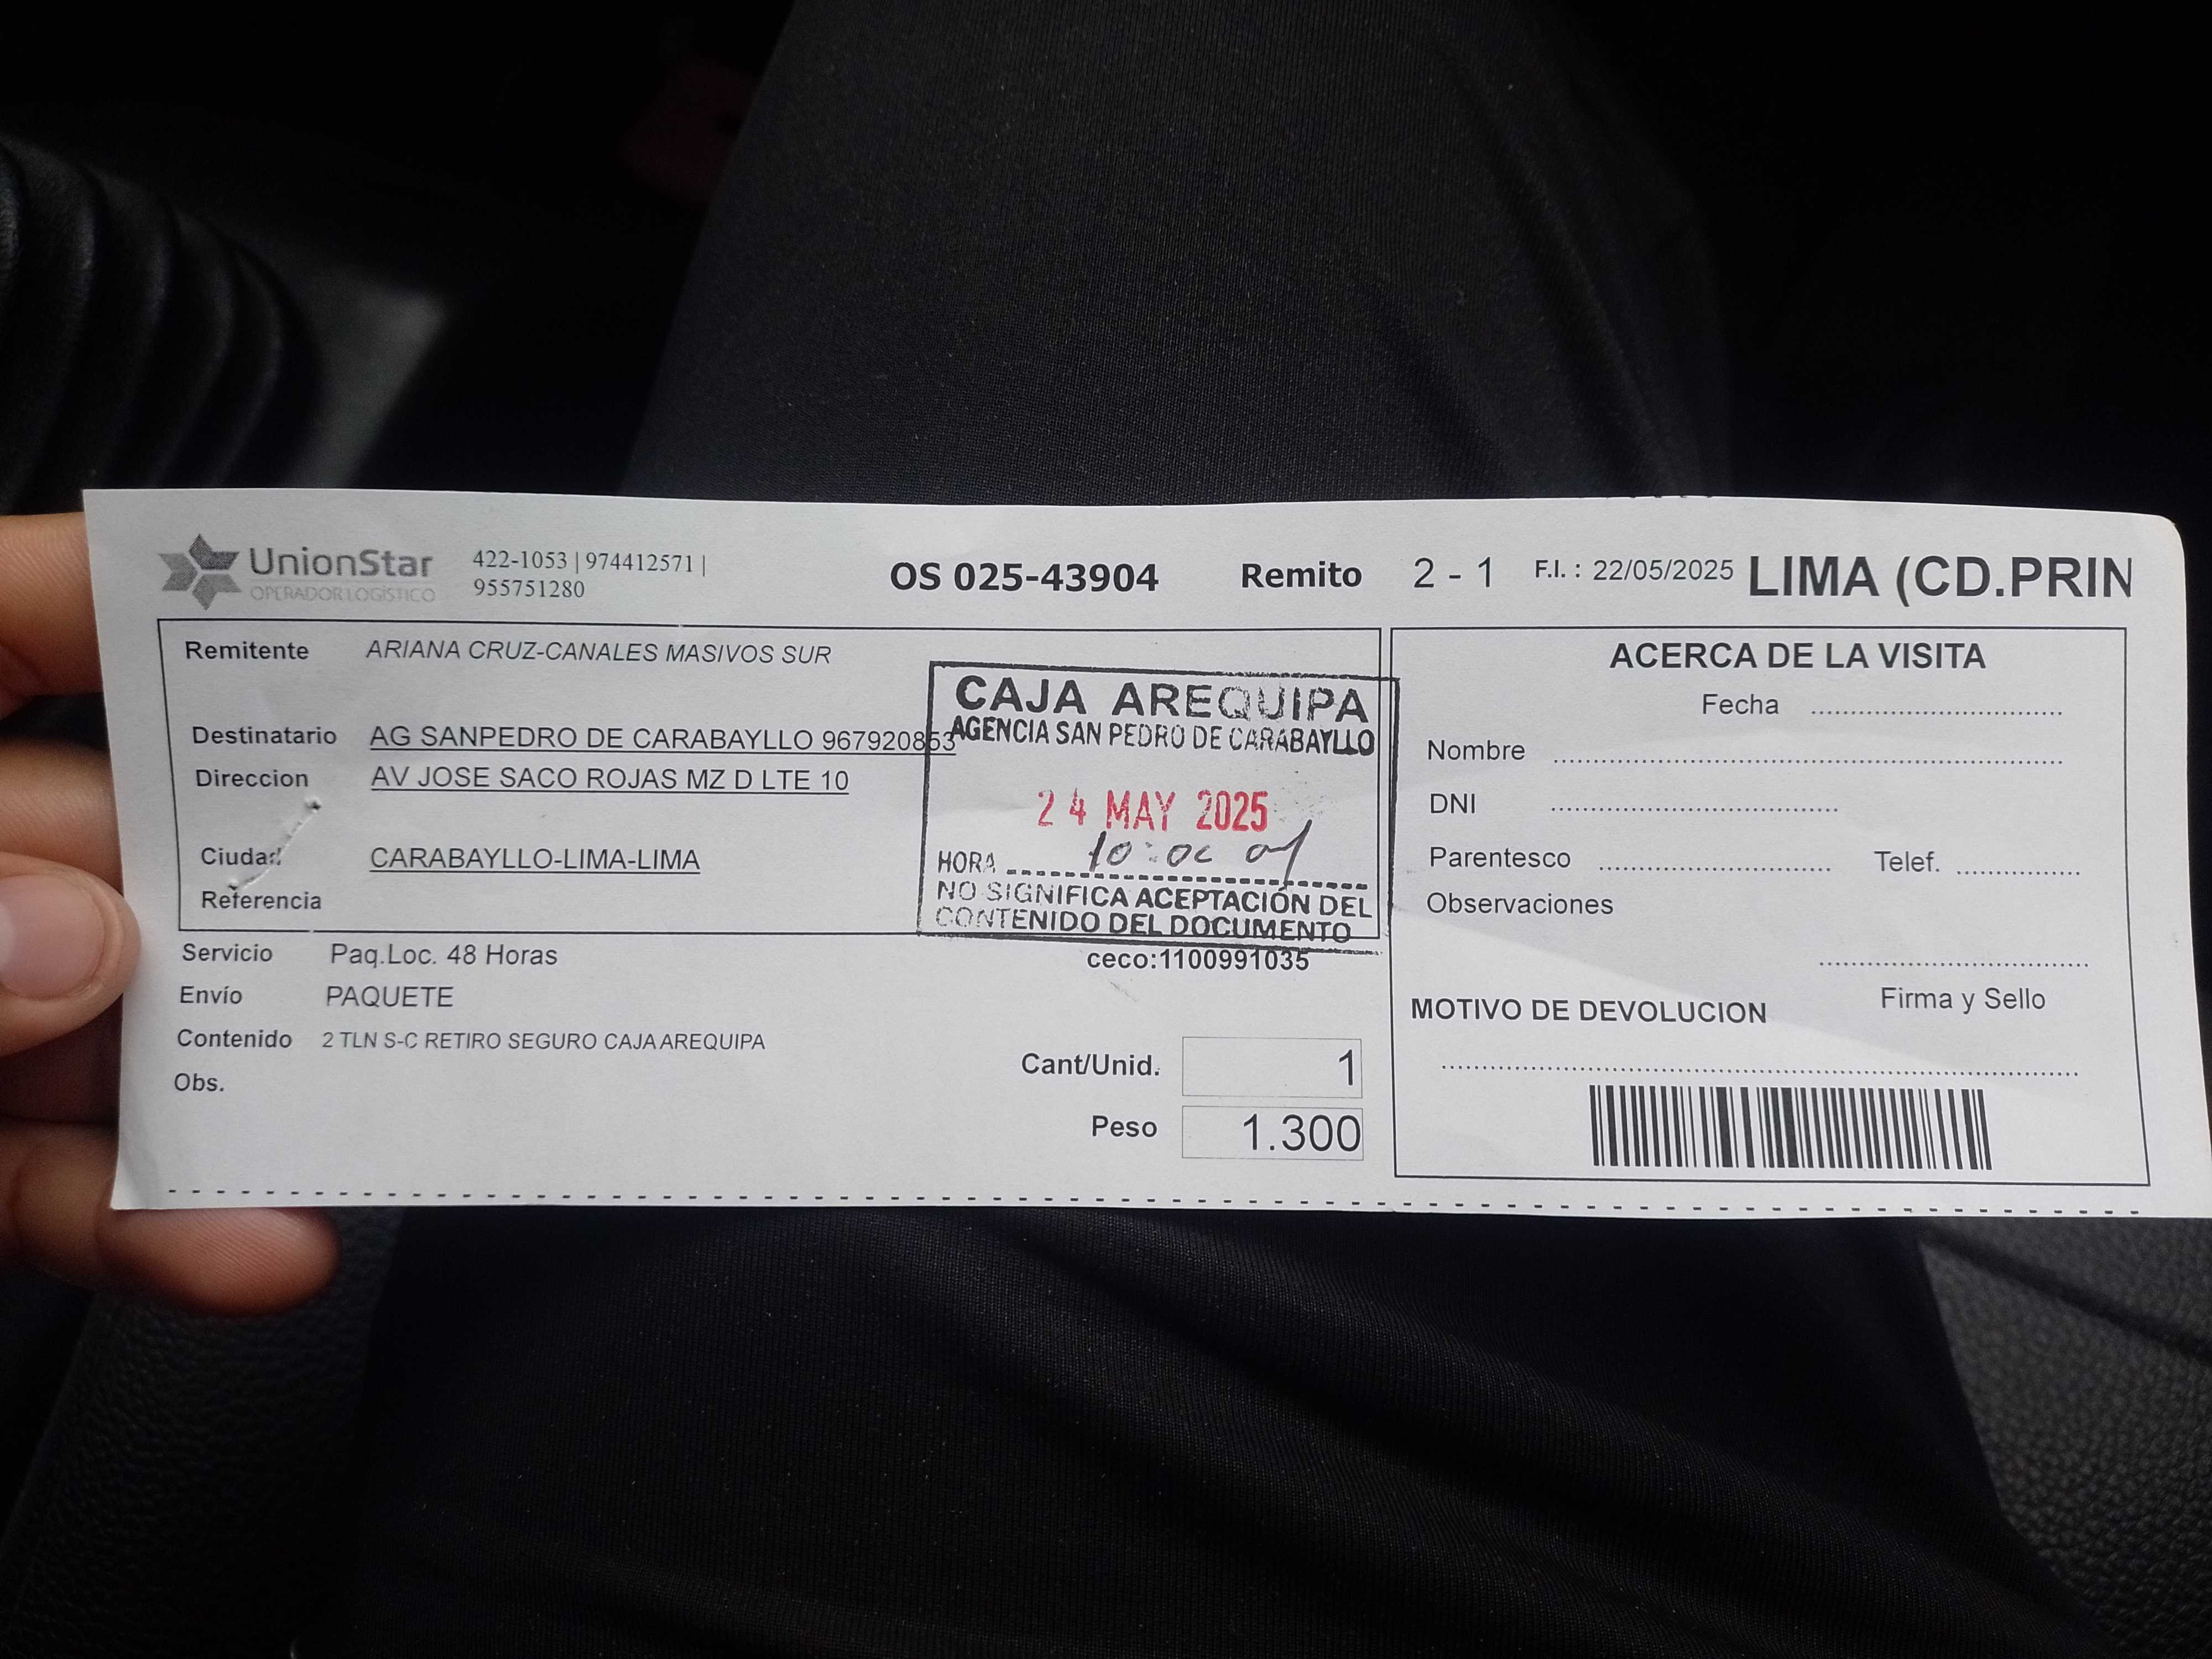 UnionStar
OPERADOR LOGÍSTICO
422-1053 | 974412571 |
955751280
OS 025-43904
Remito 2 - 1
F.I. : 22/05/2025
LIMA (CD.PRIN
Remitente ARIANA CRUZ-CANALES MASIVOS SUR
Destinatario AG SANPEDRO DE CARABAYLLO 967920853
Direccion AV JOSE SACO ROJAS MZ D LTE 10
Ciudad CARABAYLLO-LIMA-LIMA
Referencia
CAJA AREQUIPA
AGENCIA SAN PEDRO DE CARABAYLLO
24 MAY 2025
HORA 10:
NO SIGNIFICA ACEPTACIÓN DEL
CONTENIDO DEL DOCUMENTO
ceco:1100991035
Servicio Paq.Loc. 48 Horas
Envío PAQUETE
Contenido 2 TLN S-C RETIRO SEGURO CAJA AREQUIPA
Obs.
Cant/Unid. 1
Peso 1.300
ACERCA DE LA VISITA
Fecha
Nombre
DNI
Parentesco Telef.
Observaciones
Firma y Sello
MOTIVO DE DEVOLUCION